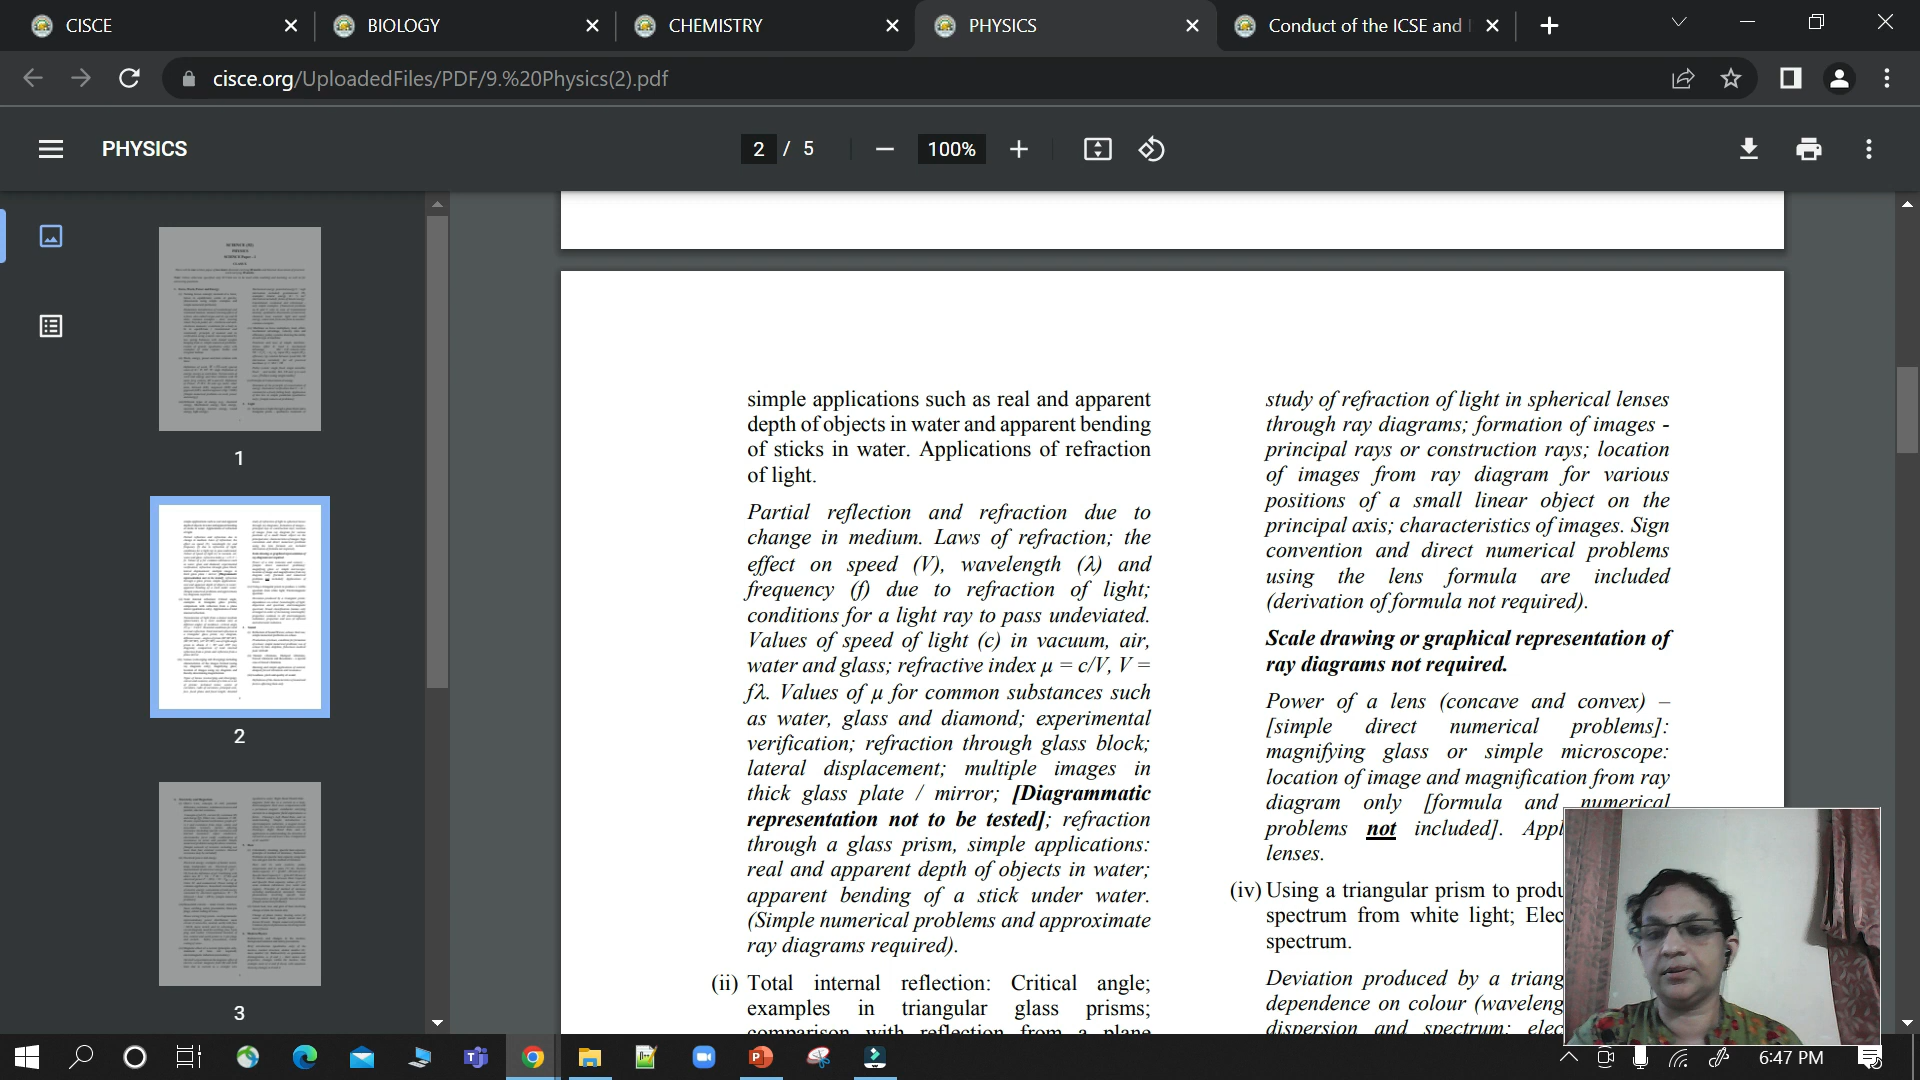 CISCE
BIOLOGY
CHEMISTRY
PHYSICS
Conduct of the ICSE and
cisce.org/UploadedFiles/PDF/9.%20Physics(2).pdf
PHYSICS
2 / 5
100%
1
2
3
simple applications such as real and apparent
depth of objects in water and apparent bending
of sticks in water. Applications of refraction
of light.
Partial reflection and refraction due to
change in medium. Laws of refraction; the
effect on speed (V), wavelength (λ) and
frequency (f) due to refraction of light;
conditions for a light ray to pass undeviated.
Values of speed of light (c) in vacuum, air,
water and glass; refractive index μ = c/V, V =
fλ. Values of μ for common substances such
as water, glass and diamond; experimental
verification; refraction through glass block;
lateral displacement; multiple images in
thick glass plate / mirror; [Diagrammatic
representation not to be tested]; refraction
through a glass prism, simple applications:
real and apparent depth of objects in water;
apparent bending of a stick under water.
(Simple numerical problems and approximate
ray diagrams required).
(ii) Total internal reflection: Critical angle;
examples in triangular glass prisms;
comparison with reflection from a plane
study of refraction of light in spherical lenses
through ray diagrams; formation of images -
principal rays or construction rays; location
of images from ray diagram for various
positions of a small linear object on the
principal axis; characteristics of images. Sign
convention and direct numerical problems
using the lens formula are included
(derivation of formula not required).
Scale drawing or graphical representation of
ray diagrams not required.
Power of a lens (concave and convex) –
[simple direct numerical problems]:
magnifying glass or simple microscope:
location of image and magnification from ray
diagram only [formula and numerical
problems not included]. Appl
lenses.
(iv) Using a triangular prism to produ
spectrum from white light; Elec
spectrum.
Deviation produced by a triang
dependence on colour (waveleng
dispersion and spectrum; elec
6:47 PM